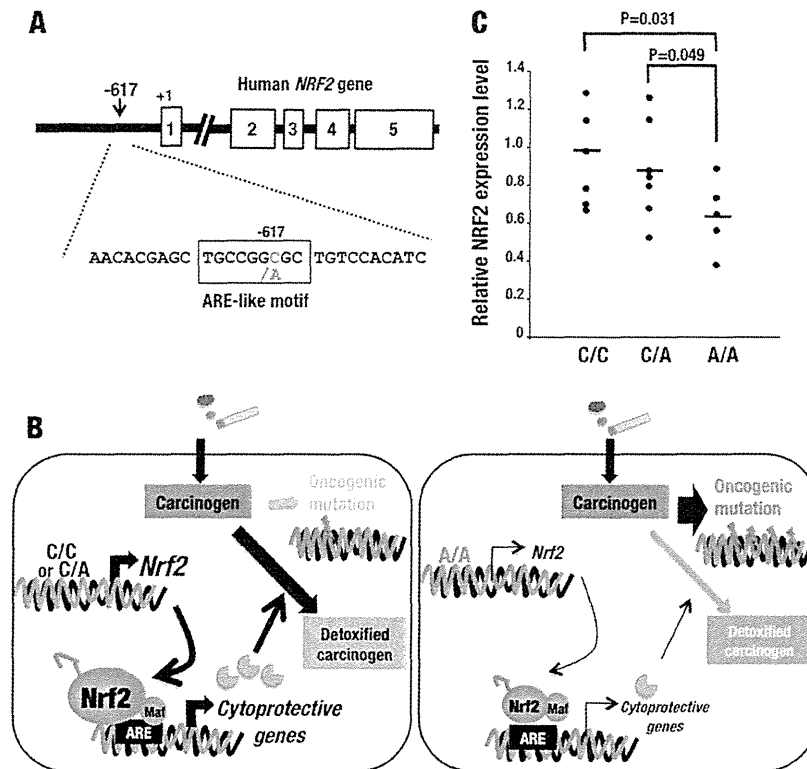 A
-617
+1
Human NRF2 gene
1
2
3
4
5
-617
AACACGAGC TGCCGGCGC TGTCCACATC
/A
ARE-like motif
C
P=0.031
P=0.049
Relative NRF2 expression level
1.4
1.2
1.0
0.8
0.6
0.4
0.2
0
C/C
C/A
A/A
B
Carcinogen
Oncogenic
mutation
C/C
or C/A
Nrf2
Detoxified
carcinogen
Nrf2
Maf
ARE
Cytoprotective
genes
Carcinogen
Oncogenic
mutation
A/A
Nrf2
Detoxified
carcinogen
Nrf2
Maf
ARE
Cytoprotective
genes